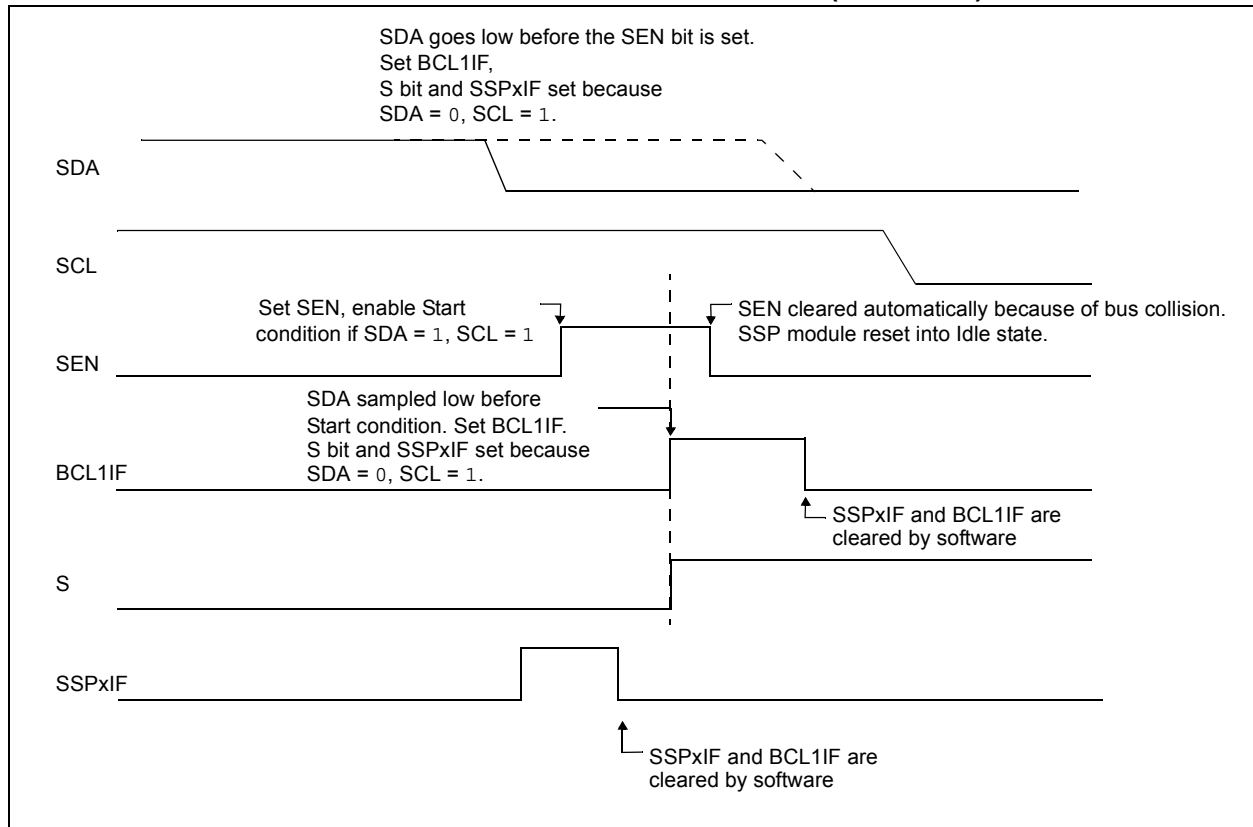 SDA goes low before the SEN bit is set.
Set BCL1IF,
S bit and SSPxIF set because
SDA = 0, SCL = 1.
SDA
SCL
Set SEN, enable Start
condition if SDA = 1, SCL = 1
SEN cleared automatically because of bus collision.
SSP module reset into Idle state.
SEN
SDA sampled low before
Start condition. Set BCL1IF.
S bit and SSPxIF set because
SDA = 0, SCL = 1.
BCL1IF
SSPxIF and BCL1IF are
cleared by software
S
SSPxIF
SSPxIF and BCL1IF are
cleared by software